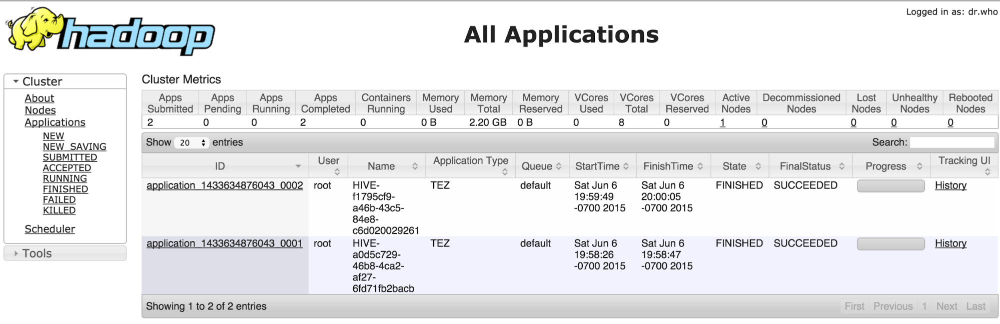 hadoop
Logged in as: dr.who
All Applications
Cluster
About
Nodes
Applications
NEW
NEW_SAVING
SUBMITTED
ACCEPTED
RUNNING
FINISHED
FAILED
KILLED
Scheduler
Tools
Cluster Metrics
Apps Submitted Apps Pending Apps Running Apps Completed Containers Running Memory Used Memory Total Memory Reserved VCores Used VCores Total VCores Reserved Active Nodes Decommissioned Nodes Lost Nodes Unhealthy Nodes Rebooted Nodes
2 0 0 2 0 0 B 2.20 GB 0 B 0 8 0 1 0 0 0 0
Show 20 entries Search:
ID User Name Application Type Queue StartTime FinishTime State FinalStatus Progress Tracking UI
application_1433634876043_0002 root HIVE- TEZ default Sat Jun 6 Sat Jun 6 FINISHED SUCCEEDED History
f1795cf9- 19:59:49 20:00:05
a46b-43c5- -0700 2015 -0700 2015
84e8-
c6d020029261
application_1433634876043_0001 root HIVE- TEZ default Sat Jun 6 Sat Jun 6 FINISHED SUCCEEDED History
a0d5c729- 19:58:26 19:58:47
46b8-4ca2- -0700 2015 -0700 2015
af27-
6fd71fb2bacb
Showing 1 to 2 of 2 entries First Previous 1 Next Last